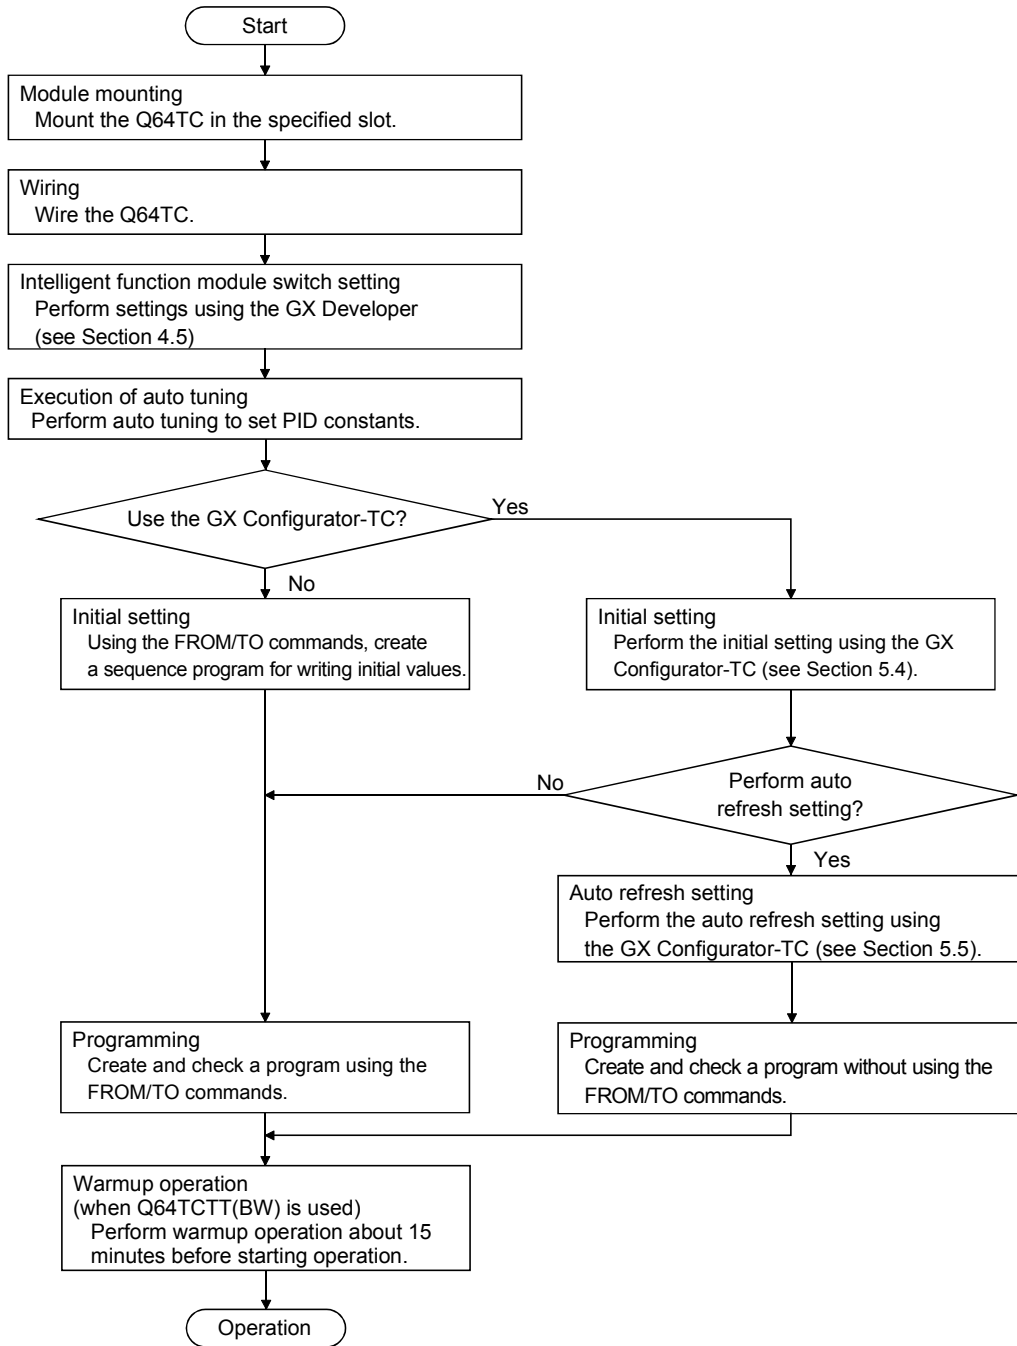 Start
Module mounting
Mount the Q64TC in the specified slot.
Wiring
Wire the Q64TC.
Intelligent function module switch setting
Perform settings using the GX Developer
(see Section 4.5)
Execution of auto tuning
Perform auto tuning to set PID constants.
Use the GX Configurator-TC?
Yes
No
Initial setting
Using the FROM/TO commands, create
a sequence program for writing initial values.
Initial setting
Perform the initial setting using the GX
Configurator-TC (see Section 5.4).
No
Perform auto
refresh setting?
Yes
Auto refresh setting
Perform the auto refresh setting using
the GX Configurator-TC (see Section 5.5).
Programming
Create and check a program using the
FROM/TO commands.
Programming
Create and check a program without using the
FROM/TO commands.
Warmup operation
(when Q64TCTT(BW) is used)
Perform warmup operation about 15
minutes before starting operation.
Operation